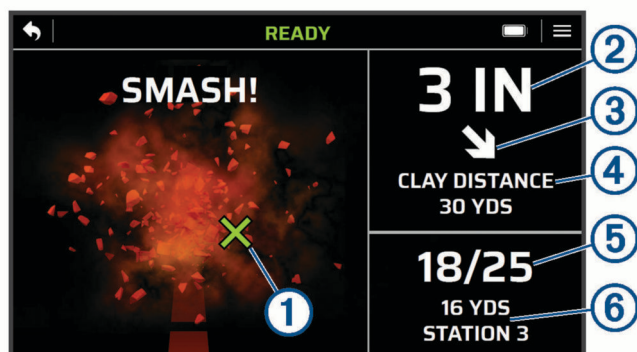 READY
SMASH!
3 IN
CLAY DISTANCE
30 YDS
18/25
16 YDS
STATION 3
1
2
3
4
5
6